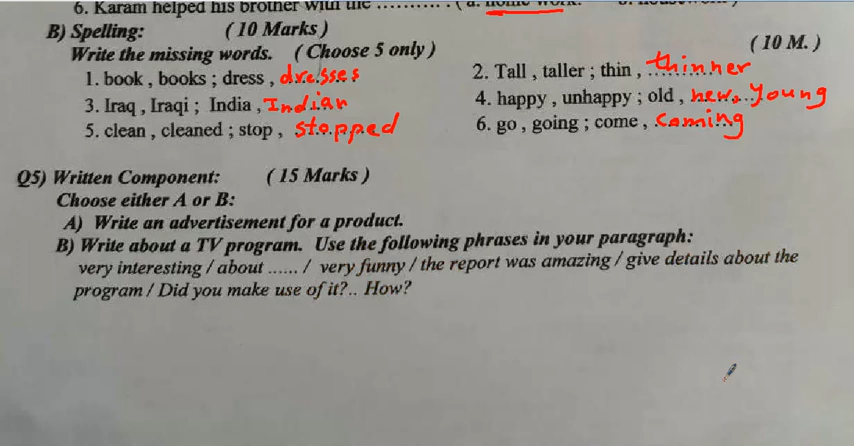 6. Karam helped his brother with the .......... . ( a. home work.
B) Spelling: ( 10 Marks )
Write the missing words. ( Choose 5 only ) ( 10 M. )
1. book , books ; dress , dresses 2. Tall , taller ; thin , thinner
3. Iraq , Iraqi ; India , Indian 4. happy , unhappy ; old , new, young
5. clean , cleaned ; stop , stopped 6. go , going ; come , coming
Q5) Written Component: ( 15 Marks )
Choose either A or B:
A) Write an advertisement for a product.
B) Write about a TV program. Use the following phrases in your paragraph:
very interesting / about ...... / very funny / the report was amazing / give details about the
program / Did you make use of it?.. How?